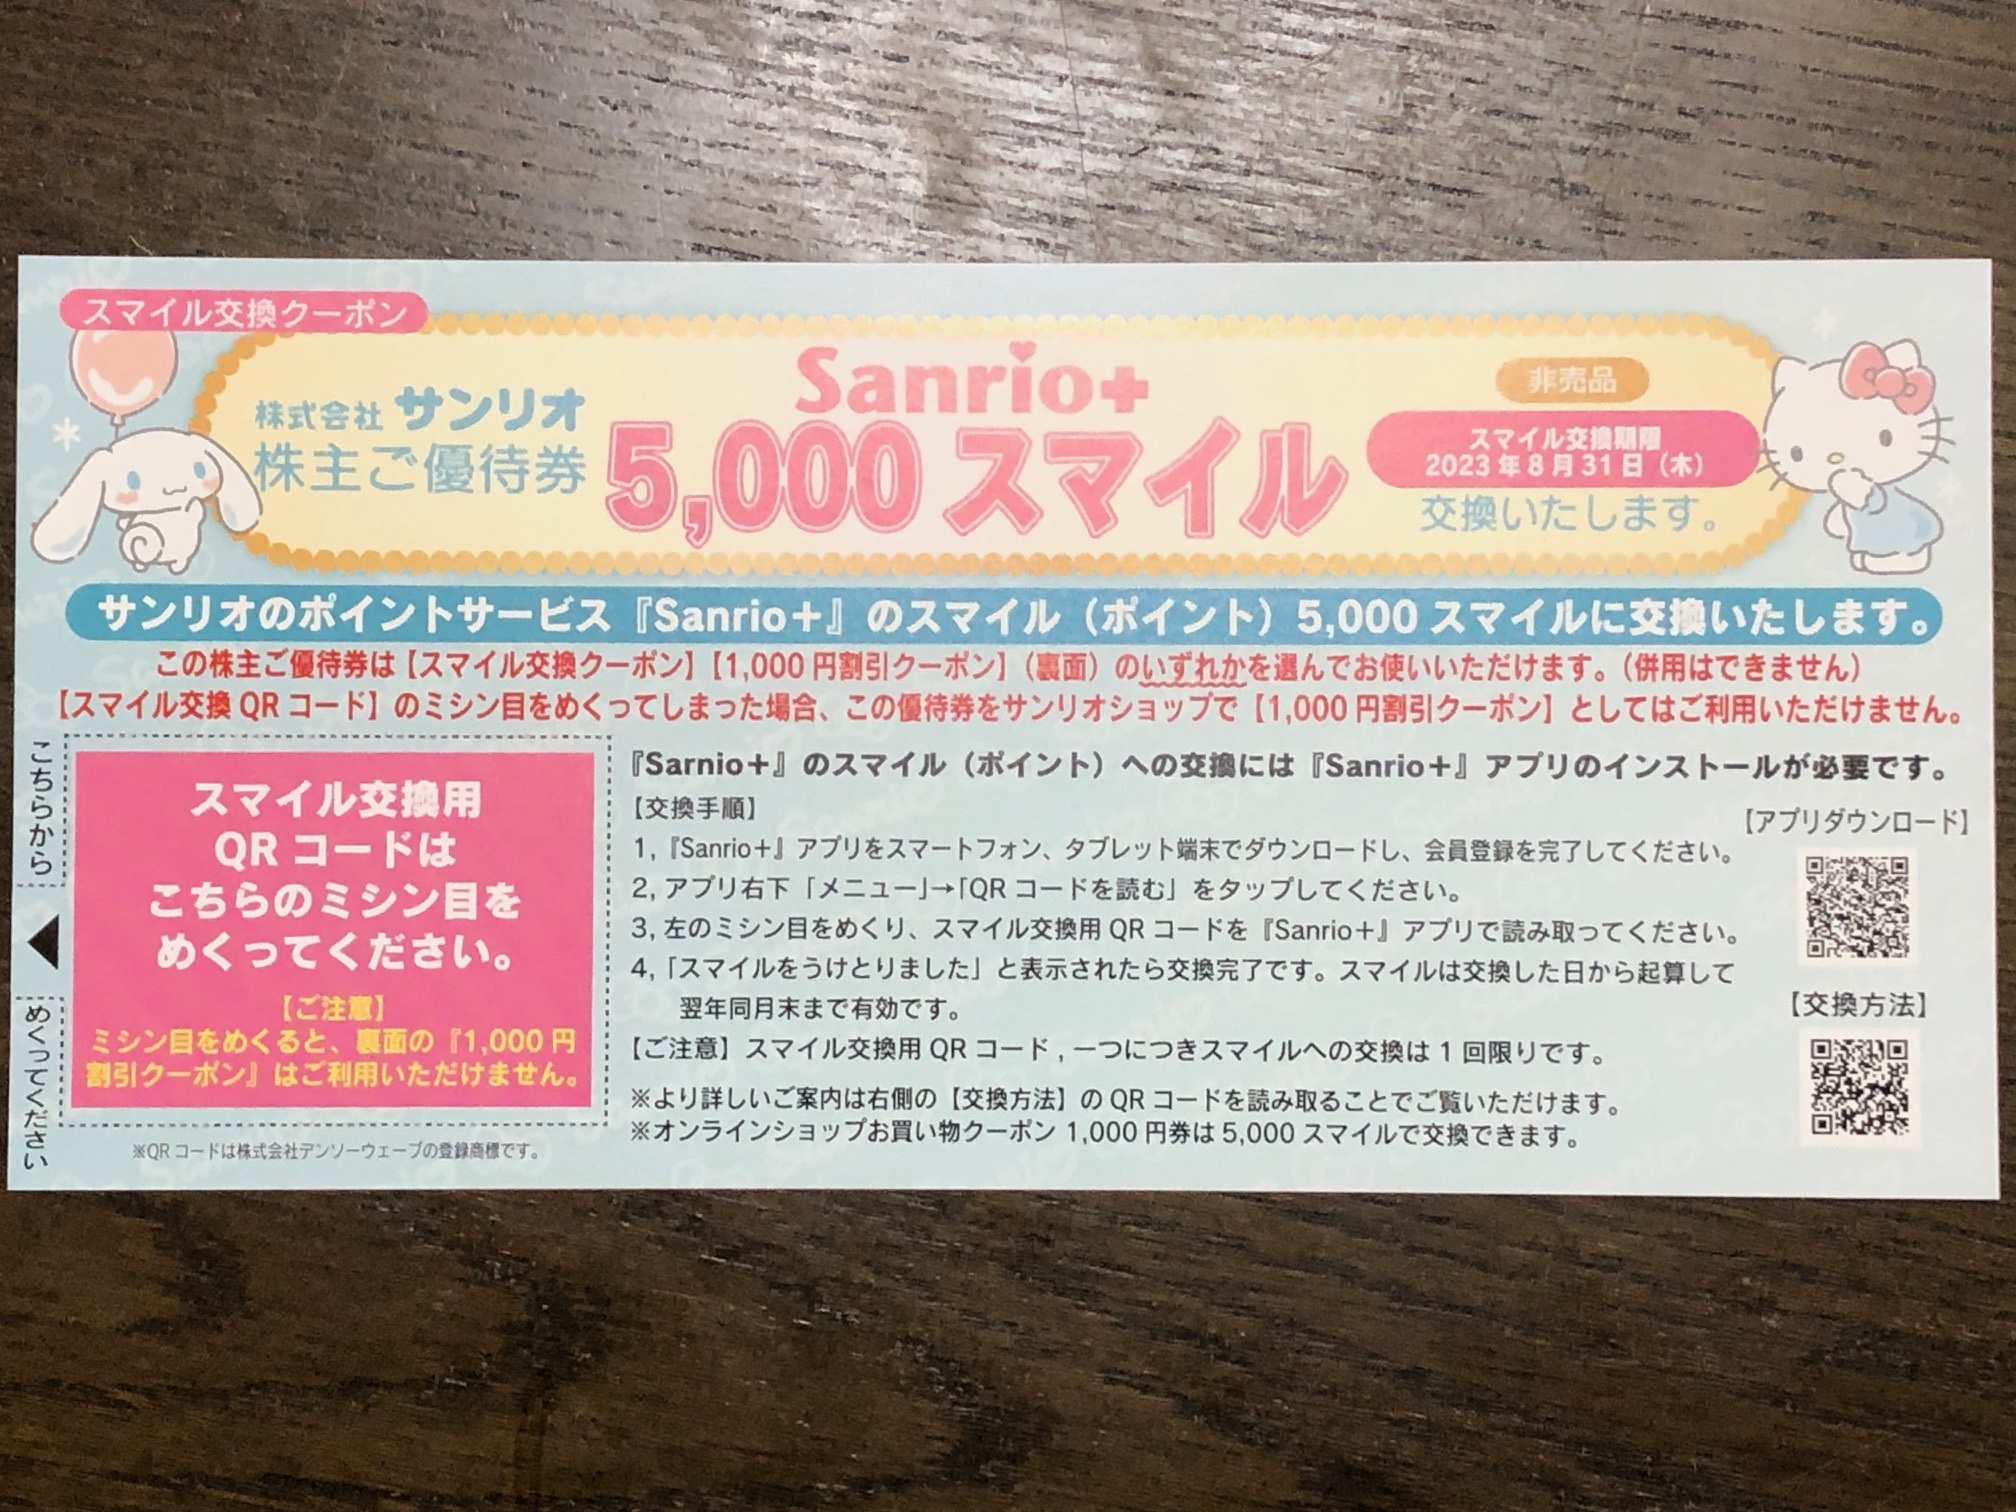 スマイル交換クーポン
株式会社 サンリオ
株主ご優待券
Sanrio+
5,000 スマイル
非売品
スマイル交換期限
2023年8月31日(木)
交換いたします。
サンリオのポイントサービス『Sanrio+』のスマイル(ポイント)5,000 スマイルに交換いたします。
この株主ご優待券は【スマイル交換クーポン】【1,000円割引クーポン】(裏面)のいずれかを選んでお使いいただけます。(併用はできません)
【スマイル交換 QR コード】のミシン目をめくってしまった場合、この優待券をサンリオショップで【1,000円割引クーポン】としてはご利用いただけません。
こちらから
めくってください
スマイル交換用
QR コードは
こちらのミシン目を
めくってください。
【ご注意】
ミシン目をめくると、裏面の『1,000円
割引クーポン』はご利用いただけません。
※QR コードは株式会社デンソーウェーブの登録商標です。
『Sarnio+』のスマイル(ポイント)への交換には『Sanrio+』アプリのインストールが必要です。
【交換手順】
1,『Sanrio+』アプリをスマートフォン、タブレット端末でダウンロードし、会員登録を完了してください。
2, アプリ右下「メニュー」→「QR コードを読む」をタップしてください。
3, 左のミシン目をめくり、スマイル交換用 QR コードを『Sanrio+』アプリで読み取ってください。
4,「スマイルをうけとりました」と表示されたら交換完了です。スマイルは交換した日から起算して
翌年同月末まで有効です。
【ご注意】スマイル交換用 QR コード , 一つにつきスマイルへの交換は 1 回限りです。
※より詳しいご案内は右側の【交換方法】の QR コードを読み取ることでご覧いただけます。
※オンラインショップお買い物クーポン 1,000 円券は 5,000 スマイルで交換できます。
【アプリダウンロード】
【交換方法】